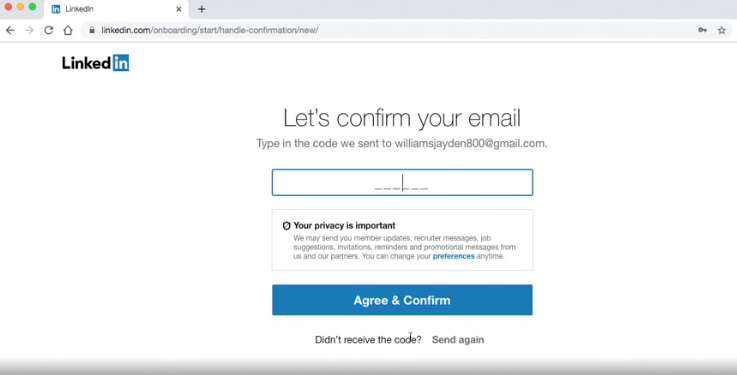 LinkedIn
linkedin.com/onboarding/start/handle-confirmation/new/
Linked in
Let's confirm your email
Type in the code we sent to williamsjayden800@gmail.com.
Your privacy is important
We may send you member updates, recruiter messages, job
suggestions, invitations, reminders and promotional messages from
us and our partners. You can change your preferences anytime.
Agree & Confirm
Didn't receive the code? Send again